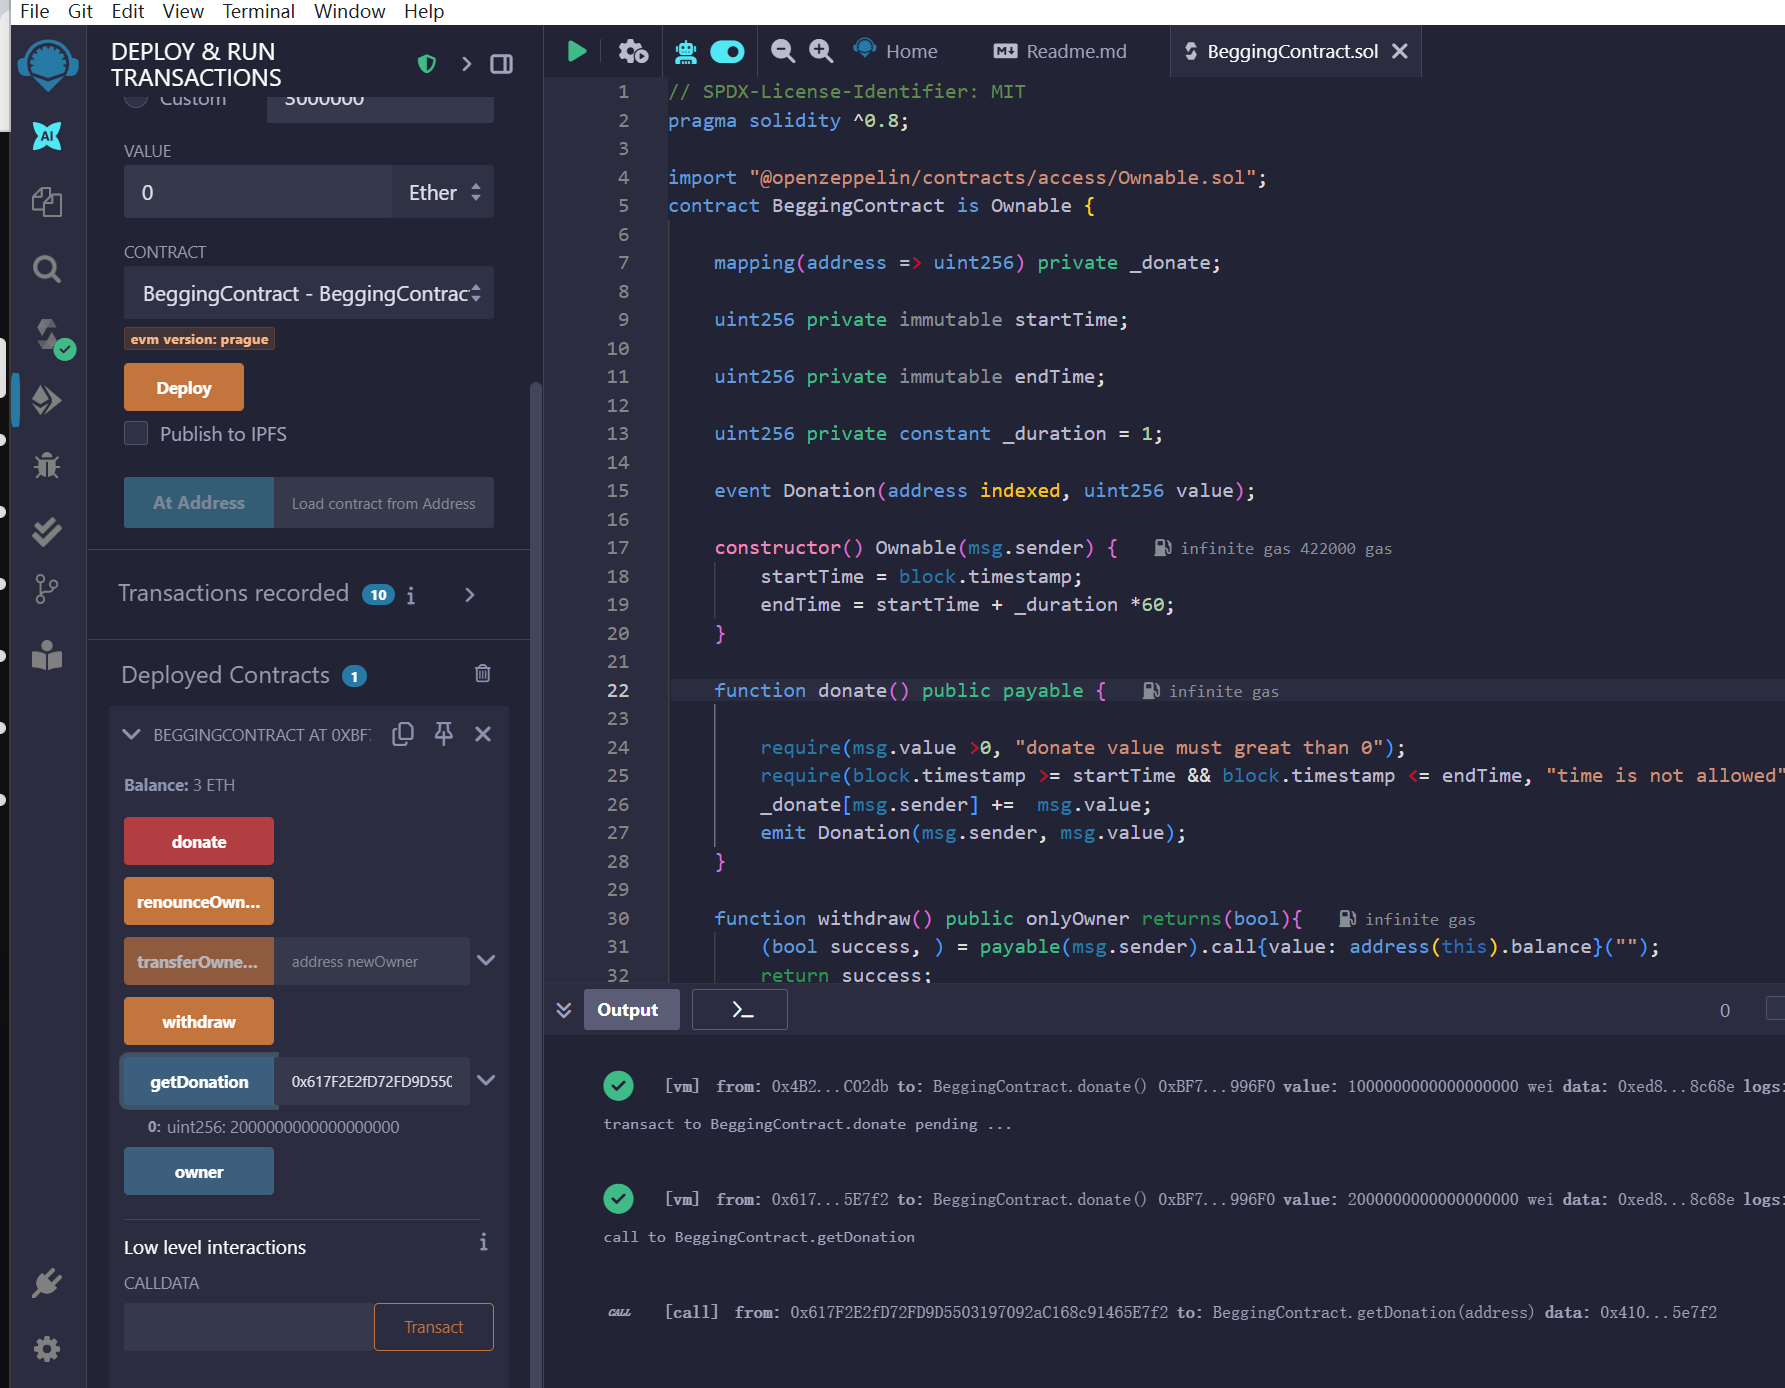 File Git Edit View Terminal Window Help
DEPLOY & RUN
TRANSACTIONS
Custom 3000000
VALUE
0 Ether
CONTRACT
BeggingContract - BeggingContrac
evm version: prague
Deploy
Publish to IPFS
At Address Load contract from Address
Transactions recorded 10 i
Deployed Contracts 1
BEGGINGCONTRACT AT 0XBF7
Balance: 3 ETH
donate
renounceOwn...
transferOwne... address newOwner
withdraw
getDonation 0x617F2E2fD72FD9D550
0: uint256: 2000000000000000000
owner
Low level interactions i
CALLDATA
Transact
AI
Home Readme.md BeggingContract.sol
1 // SPDX-License-Identifier: MIT
2 pragma solidity ^0.8;
3
4 import "@openzeppelin/contracts/access/Ownable.sol";
5 contract BeggingContract is Ownable {
6
7 mapping(address => uint256) private _donate;
8
9 uint256 private immutable startTime;
10
11 uint256 private immutable endTime;
12
13 uint256 private constant _duration = 1;
14
15 event Donation(address indexed, uint256 value);
16
17 constructor() Ownable(msg.sender) { infinite gas 422000 gas
18 startTime = block.timestamp;
19 endTime = startTime + _duration *60;
20 }
21
22 function donate() public payable { infinite gas
23
24 require(msg.value >0, "donate value must great than 0");
25 require(block.timestamp >= startTime && block.timestamp <= endTime, "time is not allowed"
26 _donate[msg.sender] += msg.value;
27 emit Donation(msg.sender, msg.value);
28 }
29
30 function withdraw() public onlyOwner returns(bool){ infinite gas
31 (bool success, ) = payable(msg.sender).call{value: address(this).balance}("");
32 return success;
Output >_ 0
[vm] from: 0x4B2...C02db to: BeggingContract.donate() 0xBF7...996F0 value: 1000000000000000000 wei data: 0xed8...8c68e logs:
transact to BeggingContract.donate pending ...
[vm] from: 0x617...5E7f2 to: BeggingContract.donate() 0xBF7...996F0 value: 2000000000000000000 wei data: 0xed8...8c68e logs:
call to BeggingContract.getDonation
CALL [call] from: 0x617F2E2fD72FD9D5503197092aC168c91465E7f2 to: BeggingContract.getDonation(address) data: 0x410...5e7f2